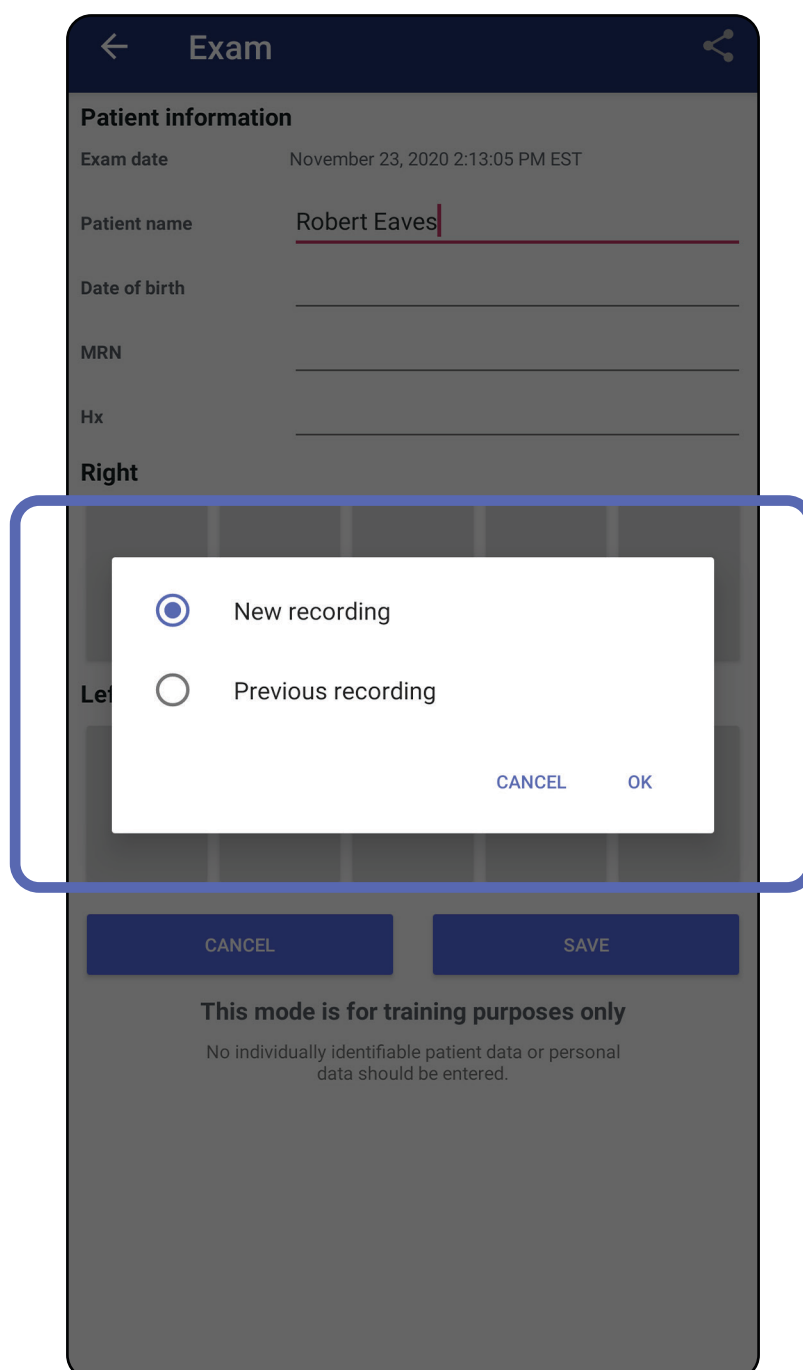 Exam
Patient information
Exam date November 23, 2020 2:13:05 PM EST
Patient name Robert Eaves
Date of birth
MRN
Hx
Right
New recording
Previous recording
Lef
CANCEL OK
CANCEL SAVE
This mode is for training purposes only
No individually identifiable patient data or personal
data should be entered.